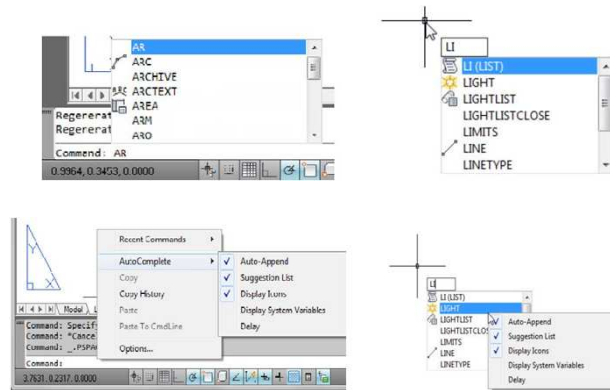 AR
ARC
ARCHIVE
ARCTEXT
AREA
ARM
ARO
Regenerat
Regenerat
Command: AR
0.9964, 0.3453, 0.0000
LI
LI (LIST)
LIGHT
LIGHTLIST
LIGHTLISTCLOSE
LIMITS
LINE
LINETYPE
Y
X
Model
Recent Commands
AutoComplete
Copy
Copy History
Paste
Paste To CmdLine
Options...
Auto-Append
Suggestion List
Display Icons
Display System Variables
Delay
Command: Specify
Command: *Cancel
Command: _.PSPA
Command:
3.7631, 0.2317, 0.0000
LI
LI (LIST)
LIGHT
LIGHTLIST
LIGHTLISTCLOS
LIMITS
LINE
LINETYPE
Auto-Append
Suggestion List
Display Icons
Display System Variables
Delay